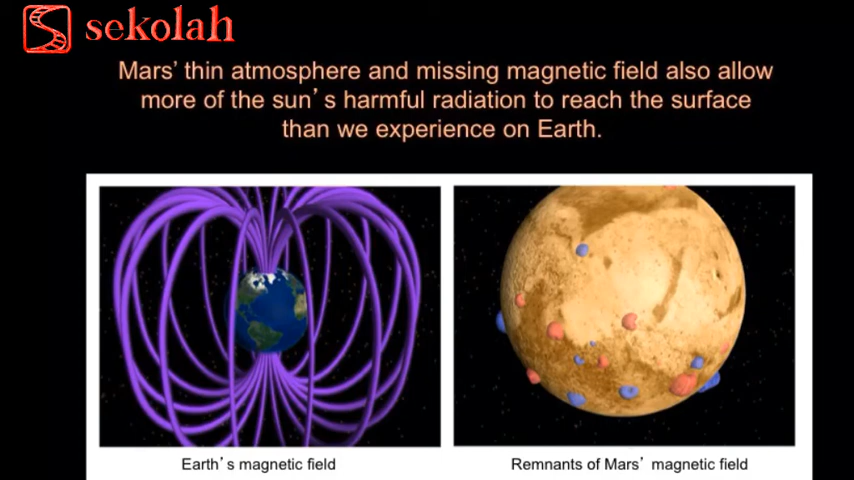 sekolah
Mars’ thin atmosphere and missing magnetic field also allow
more of the sun’s harmful radiation to reach the surface
than we experience on Earth.
Earth’s magnetic field
Remnants of Mars’ magnetic field